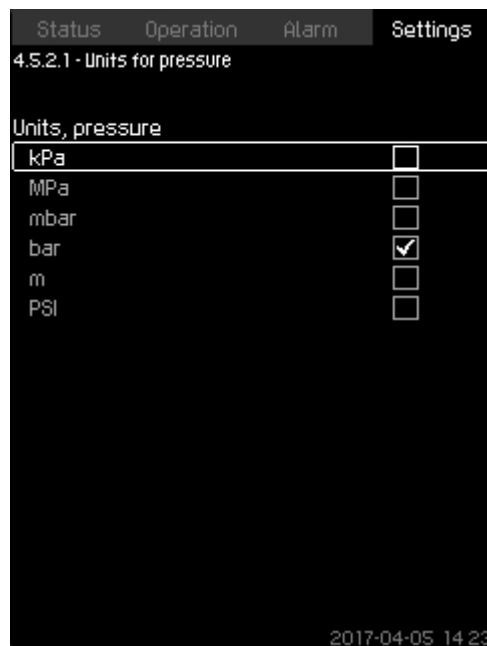 Status Operation Alarm Settings
4.5.2.1 - Units for pressure
Units, pressure
kPa
MPa
mbar
bar
m
PSI
2017-04-05 14 23